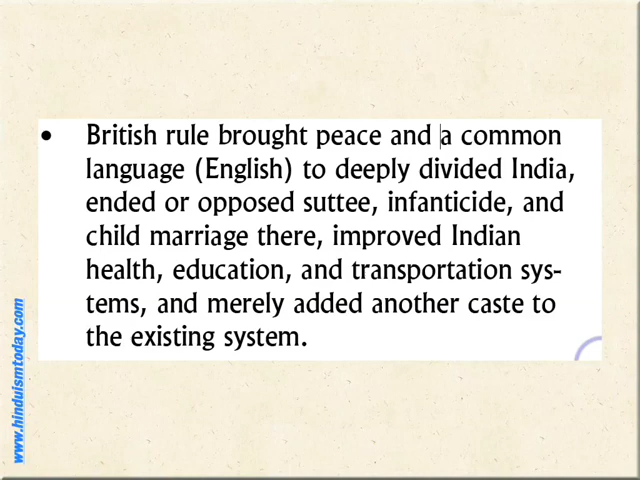 • British rule brought peace and a common
language (English) to deeply divided India,
ended or opposed suttee, infanticide, and
child marriage there, improved Indian
health, education, and transportation sys-
tems, and merely added another caste to
the existing system.
www.hinduismtoday.com